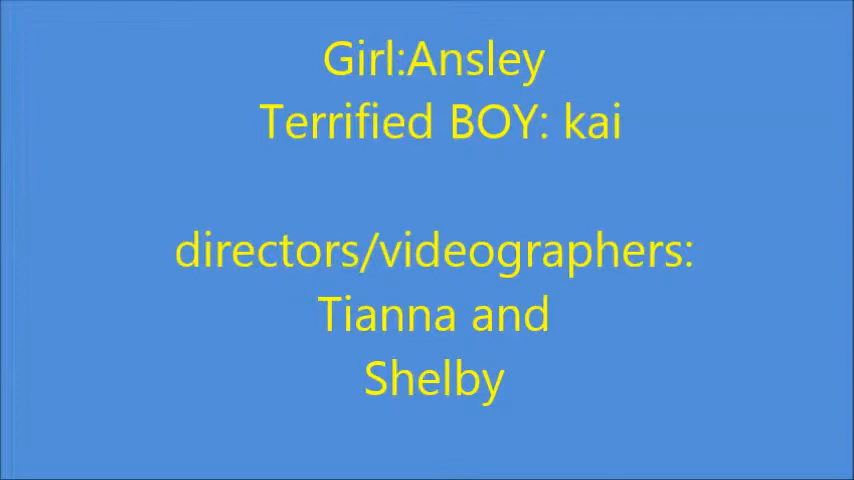 Girl:Ansley
Terrified BOY: kai
directors/videographers:
Tianna and
Shelby